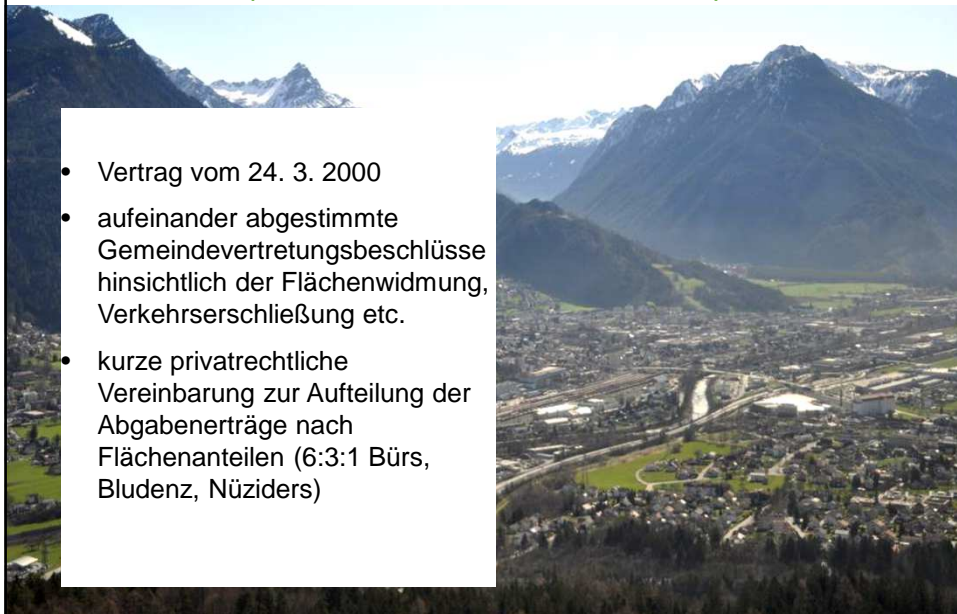 • Vertrag vom 24. 3. 2000
• aufeinander abgestimmte
Gemeindevertretungsbeschlüsse
hinsichtlich der Flächenwidmung,
Verkehrserschließung etc.
• kurze privatrechtliche
Vereinbarung zur Aufteilung der
Abgabenerträge nach
Flächenanteilen (6:3:1 Bürs,
Bludenz, Nüziders)